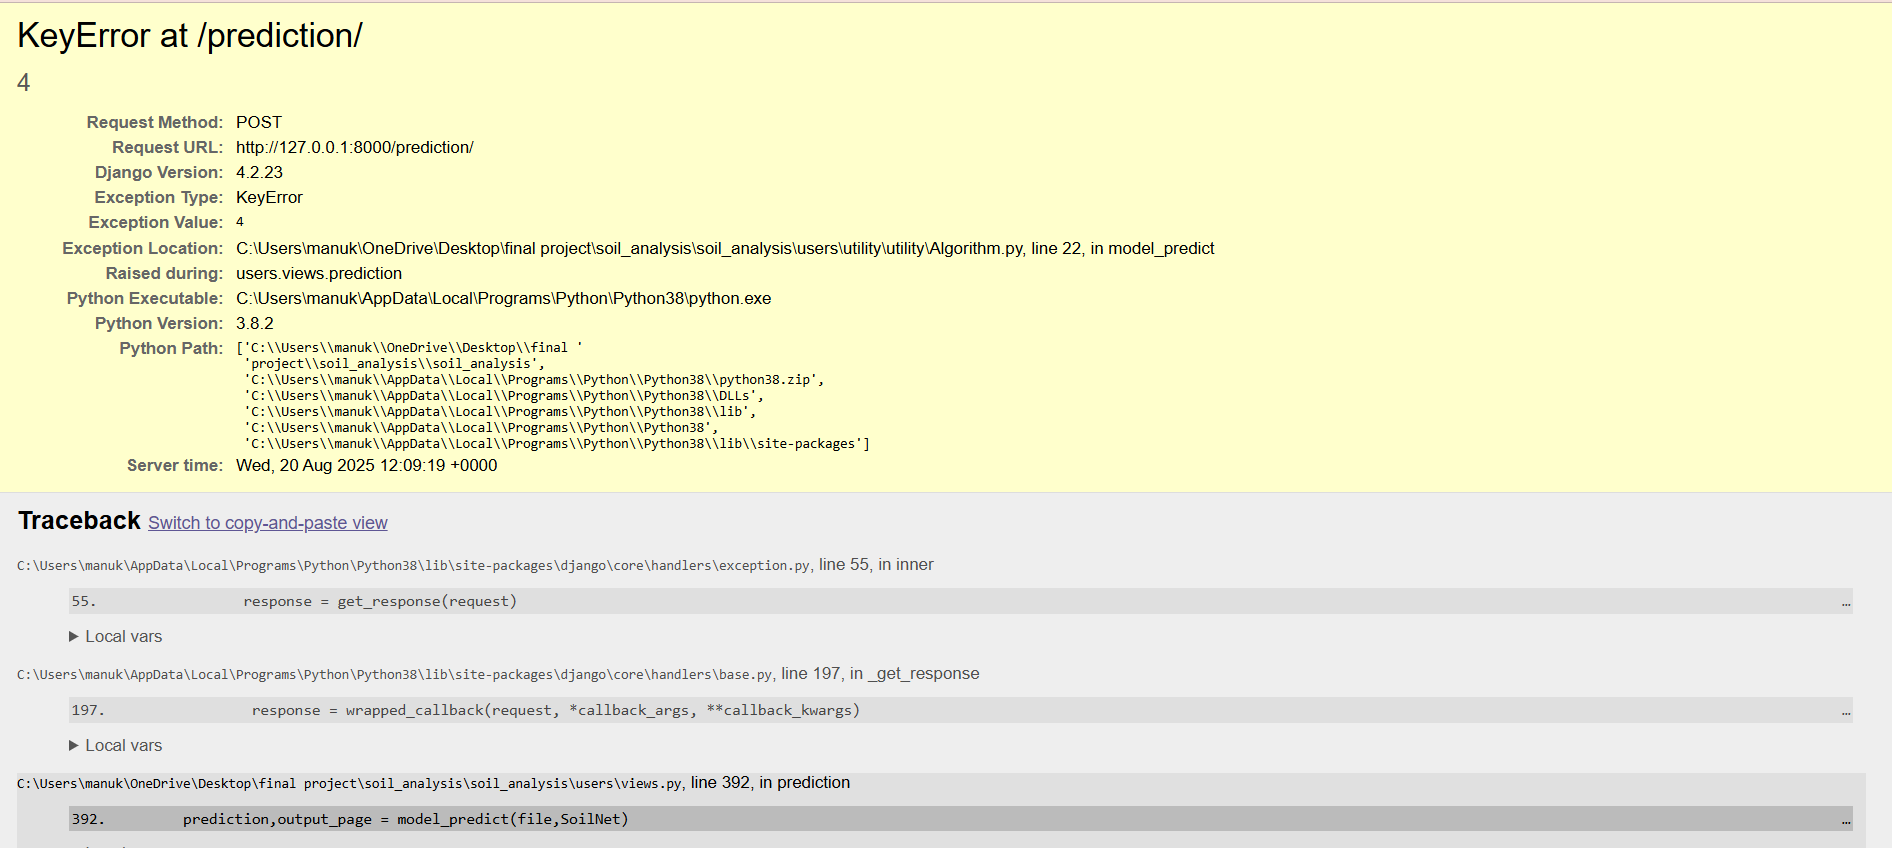 KeyError at /prediction/
4
Request Method: POST
Request URL: http://127.0.0.1:8000/prediction/
Django Version: 4.2.23
Exception Type: KeyError
Exception Value: 4
Exception Location: C:\Users\manuk\OneDrive\Desktop\final project\soil_analysis\soil_analysis\users\utility\utility\Algorithm.py, line 22, in model_predict
Raised during: users.views.prediction
Python Executable: C:\Users\manuk\AppData\Local\Programs\Python\Python38\python.exe
Python Version: 3.8.2
Python Path: ['C:\\Users\\manuk\\OneDrive\\Desktop\\final '
'project\\soil_analysis\\soil_analysis',
'C:\\Users\\manuk\\AppData\\Local\\Programs\\Python\\Python38\\python38.zip',
'C:\\Users\\manuk\\AppData\\Local\\Programs\\Python\\Python38\\DLLs',
'C:\\Users\\manuk\\AppData\\Local\\Programs\\Python\\Python38\\lib',
'C:\\Users\\manuk\\AppData\\Local\\Programs\\Python\\Python38',
'C:\\Users\\manuk\\AppData\\Local\\Programs\\Python\\Python38\\lib\\site-packages']
Server time: Wed, 20 Aug 2025 12:09:19 +0000
Traceback Switch to copy-and-paste view
C:\Users\manuk\AppData\Local\Programs\Python\Python38\lib\site-packages\django\core\handlers\exception.py, line 55, in inner
55. response = get_response(request) …
▶ Local vars
C:\Users\manuk\AppData\Local\Programs\Python\Python38\lib\site-packages\django\core\handlers\base.py, line 197, in _get_response
197. response = wrapped_callback(request, *callback_args, **callback_kwargs) …
▶ Local vars
C:\Users\manuk\OneDrive\Desktop\final project\soil_analysis\soil_analysis\users\views.py, line 392, in prediction
392. prediction,output_page = model_predict(file,SoilNet) …